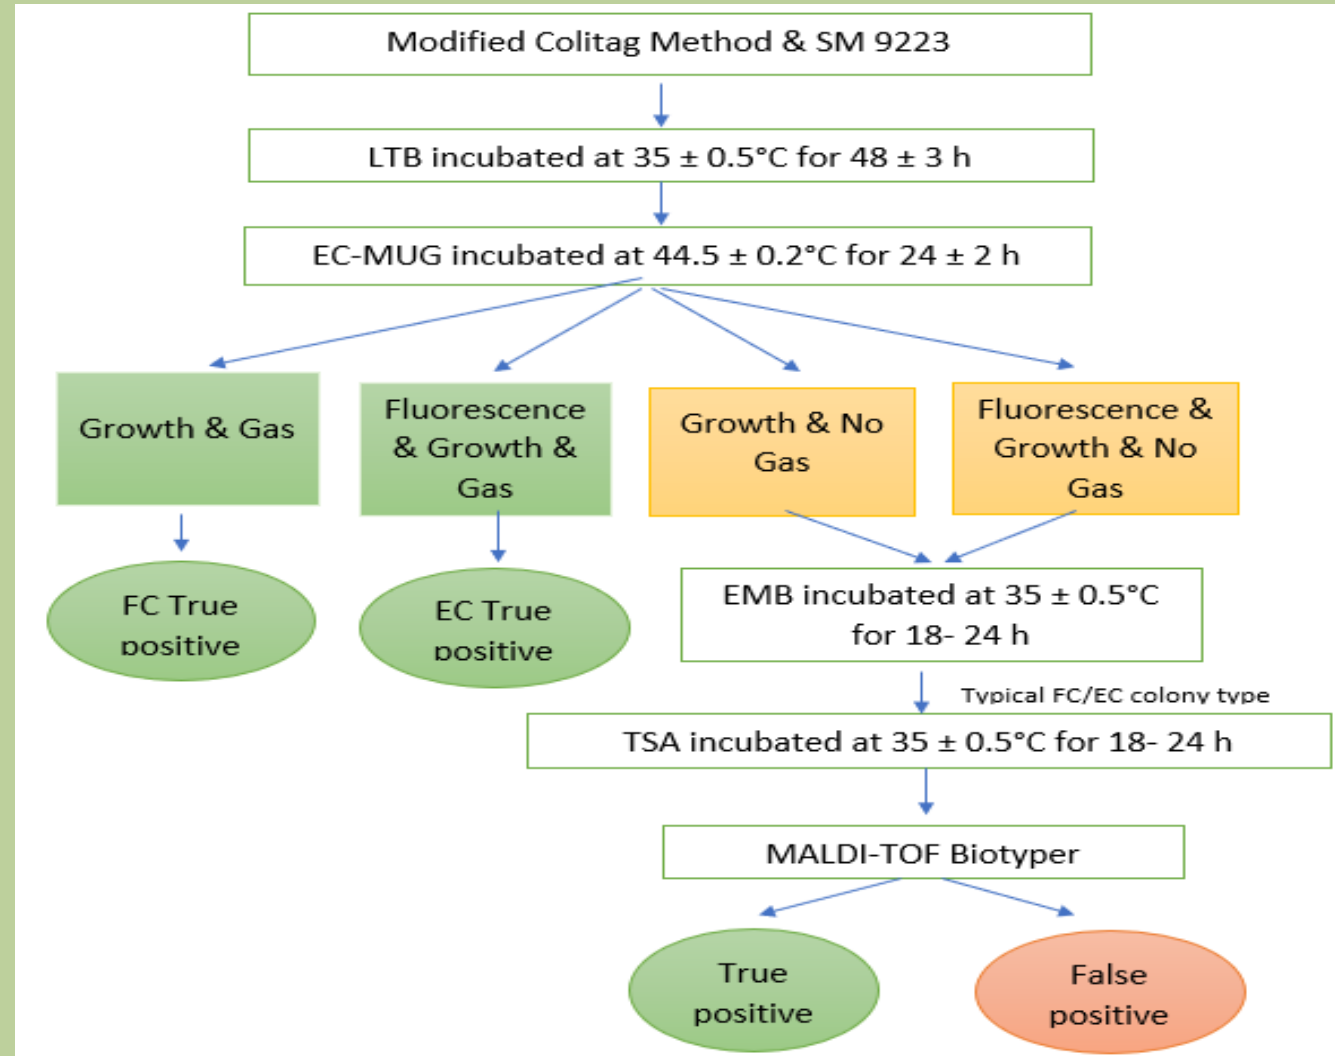 Modified Colitag Method & SM 9223
LTB incubated at 35 ± 0.5°C for 48 ± 3 h
EC-MUG incubated at 44.5 ± 0.2°C for 24 ± 2 h
Growth & Gas
Fluorescence
& Growth &
Gas
Growth & No
Gas
Fluorescence &
Growth & No
Gas
FC True
positive
EC True
positive
EMB incubated at 35 ± 0.5°C
for 18- 24 h
Typical FC/EC colony type
TSA incubated at 35 ± 0.5°C for 18- 24 h
MALDI-TOF Biotyper
True
positive
False
positive